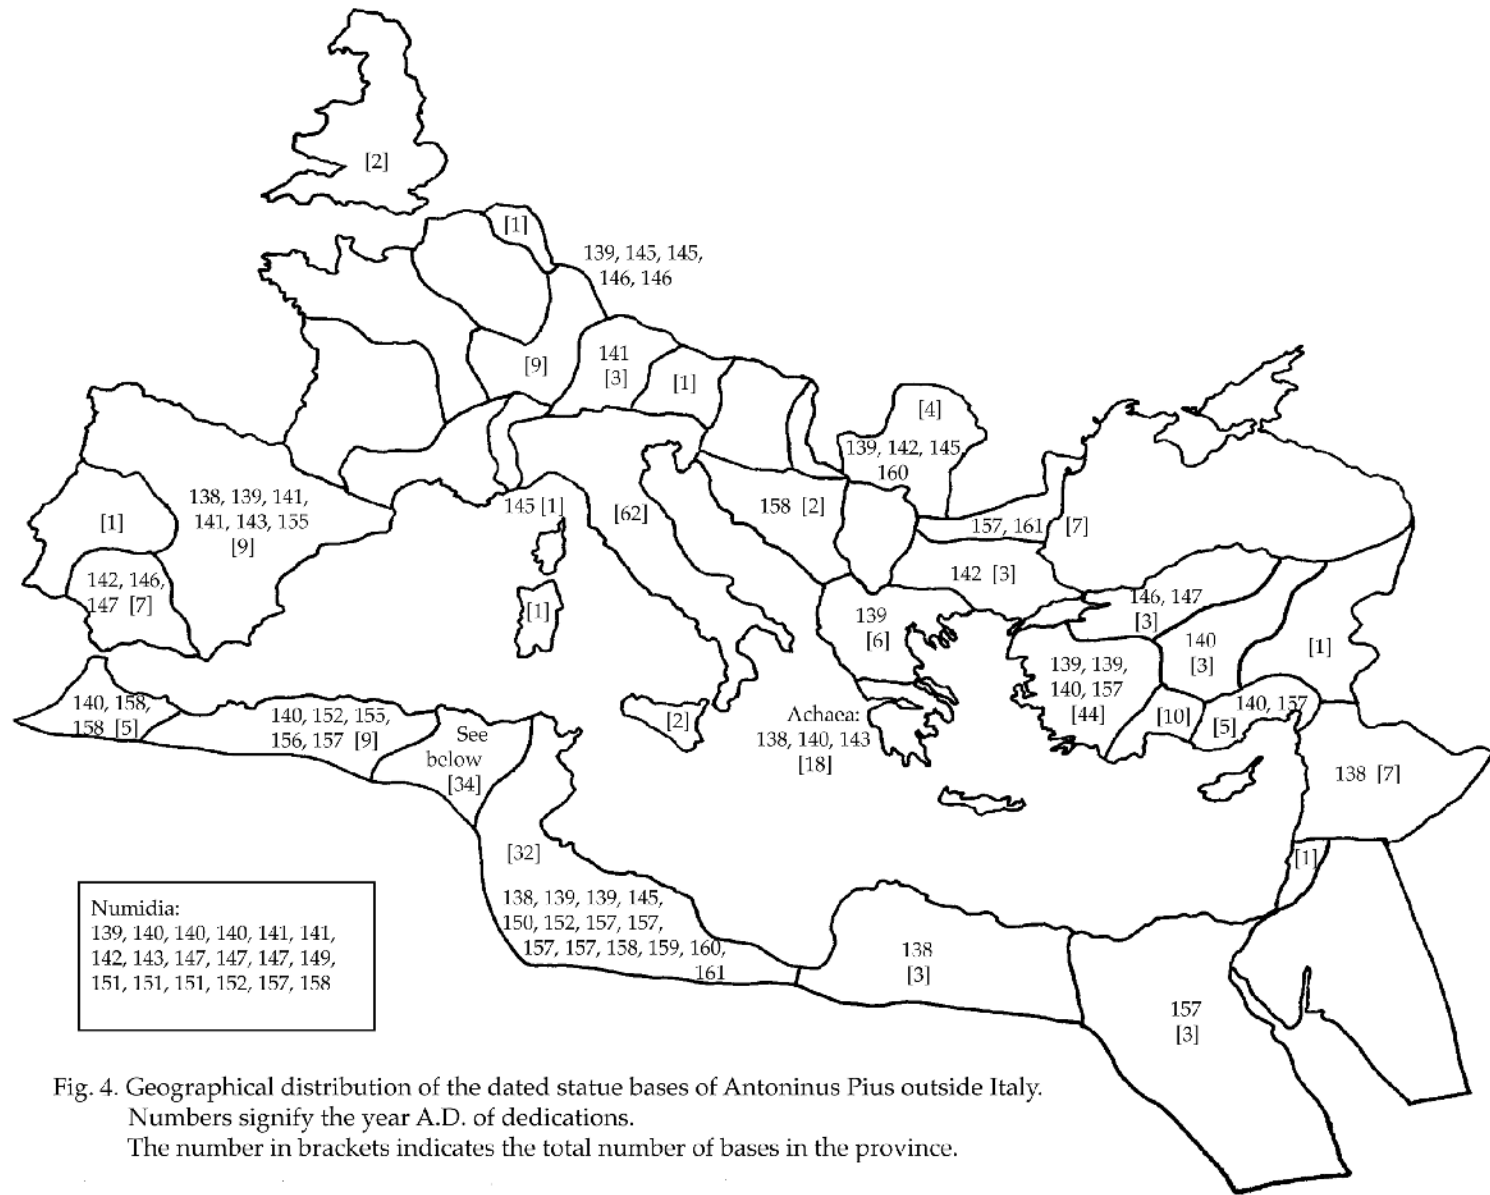 [2]
[1]
139, 145, 145,
146, 146
[9]
141
[3]
[1]
[4]
139, 142, 145,
160
138, 139, 141,
141, 143, 155
[9]
[1]
142, 146,
147 [7]
145 [1]
[62]
158 [2]
157, 161
[7]
142 [3]
[1]
139
[6]
146, 147
[3]
140
[3]
[1]
139, 139,
140, 157
[44]
[10]
140, 157
[5]
140, 158,
158 [5]
140, 152, 155,
156, 157 [9]
See
below
[34]
[2]
Achaea:
138, 140, 143
[18]
138 [7]
[1]
[32]
138, 139, 139, 145,
150, 152, 157, 157,
157, 157, 158, 159, 160,
161
138
[3]
157
[3]
Numidia:
139, 140, 140, 140, 141, 141,
142, 143, 147, 147, 147, 149,
151, 151, 151, 152, 157, 158
Fig. 4. Geographical distribution of the dated statue bases of Antoninus Pius outside Italy.
Numbers signify the year A.D. of dedications.
The number in brackets indicates the total number of bases in the province.